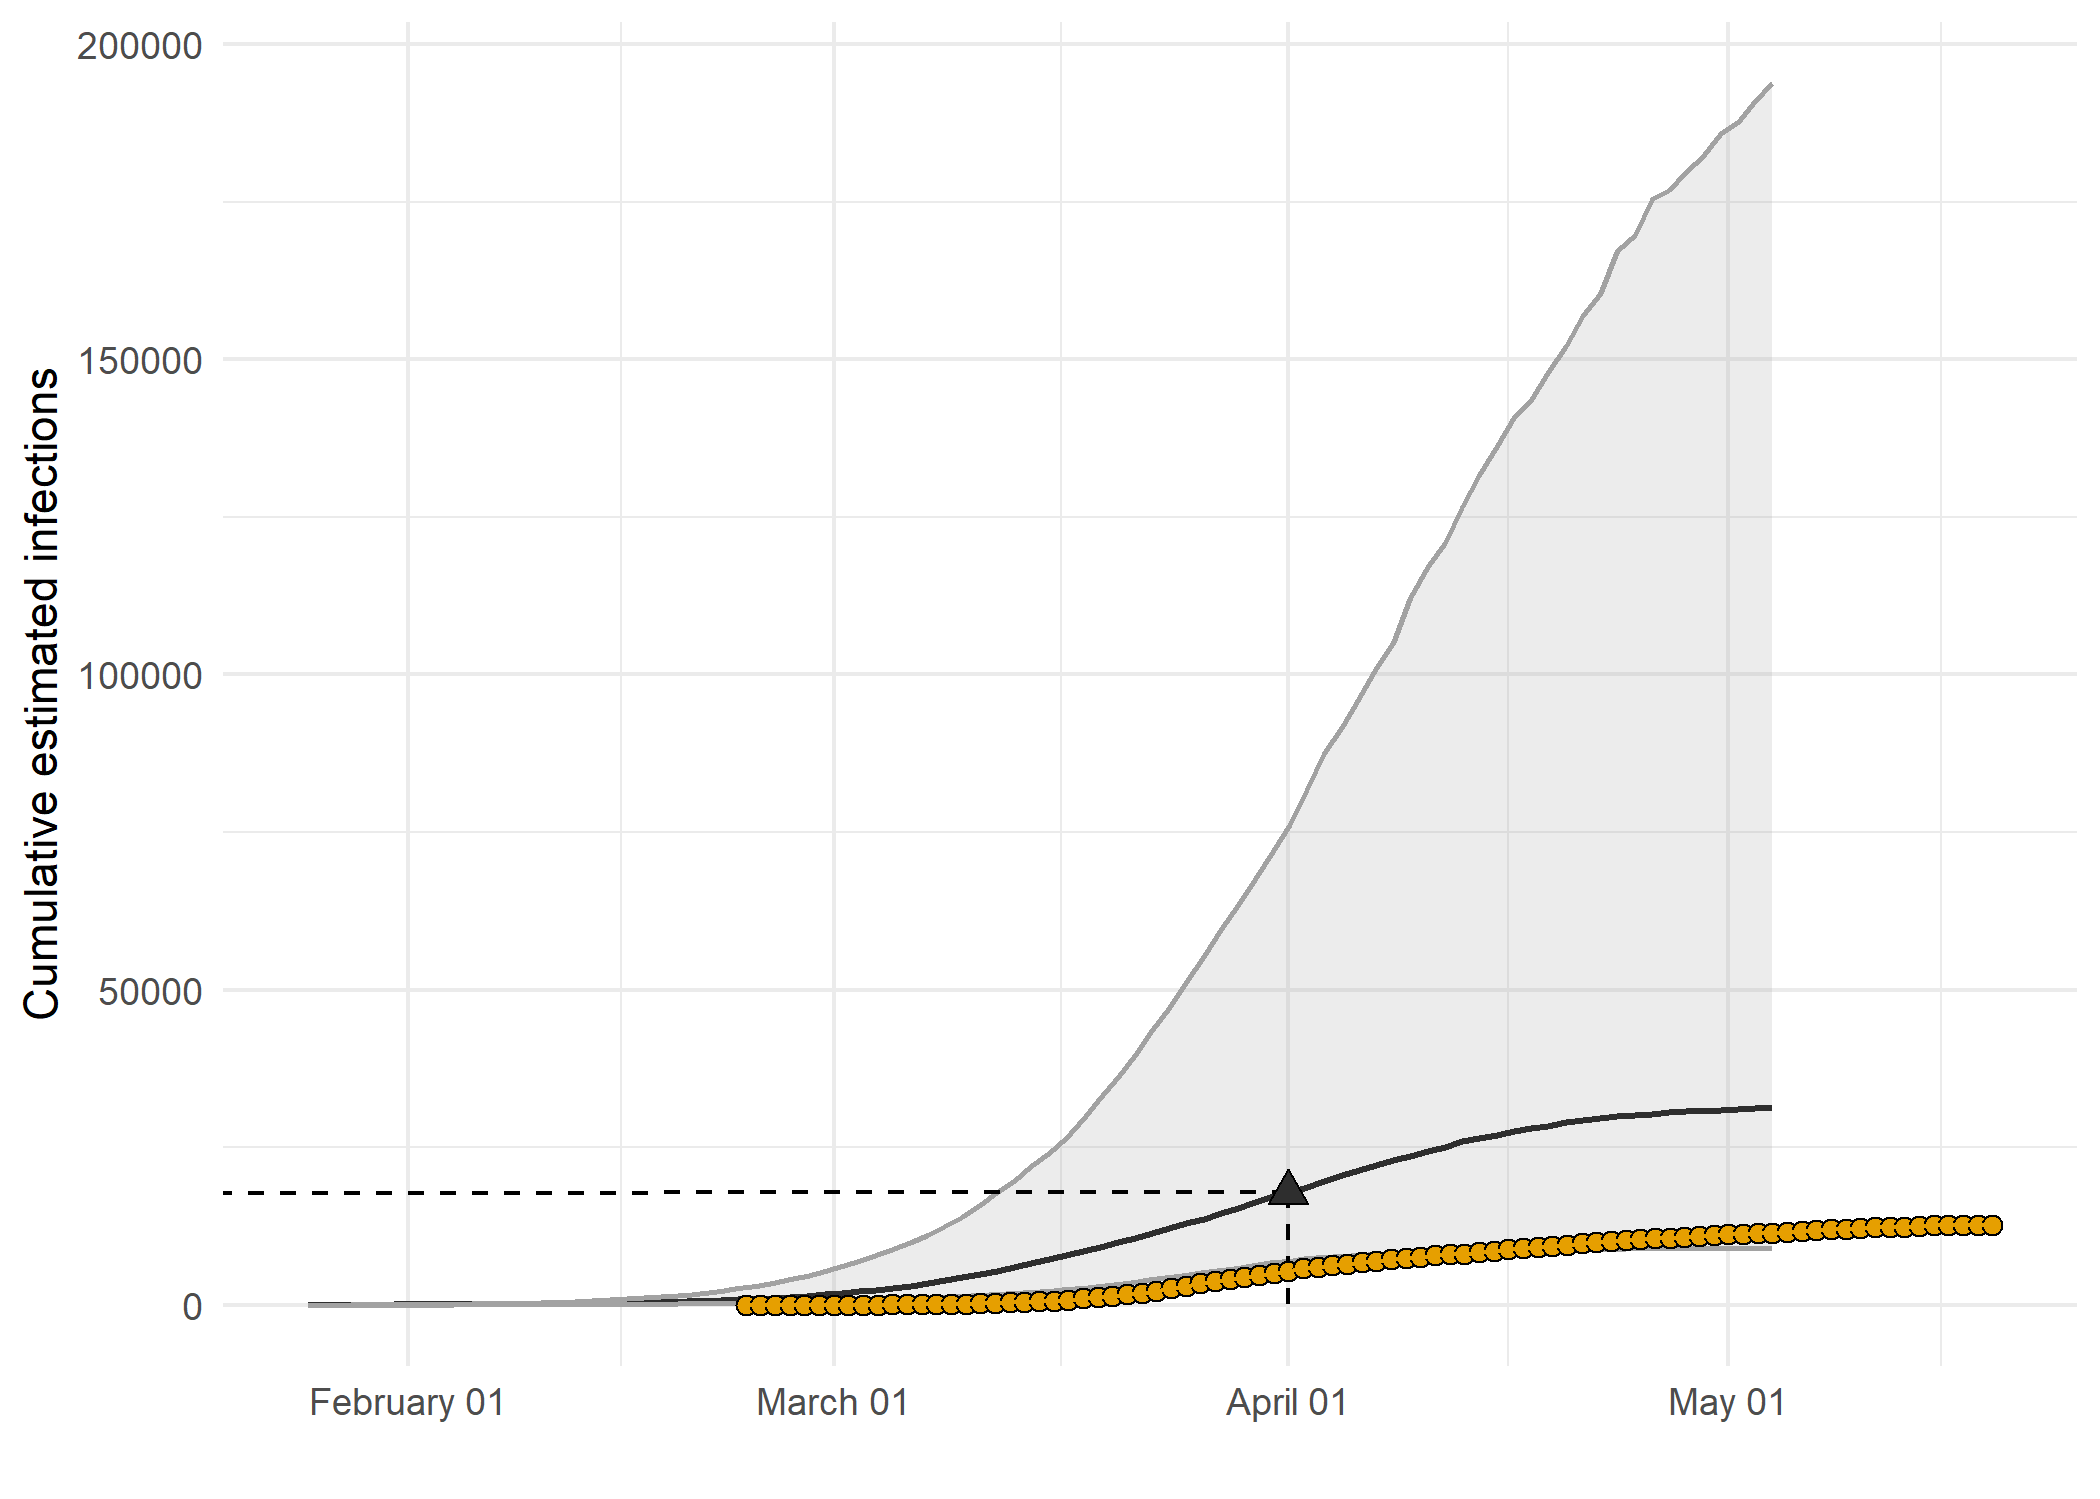 Cumulative estimated infections
200000
150000
100000
50000
0
February 01
March 01
April 01
May 01